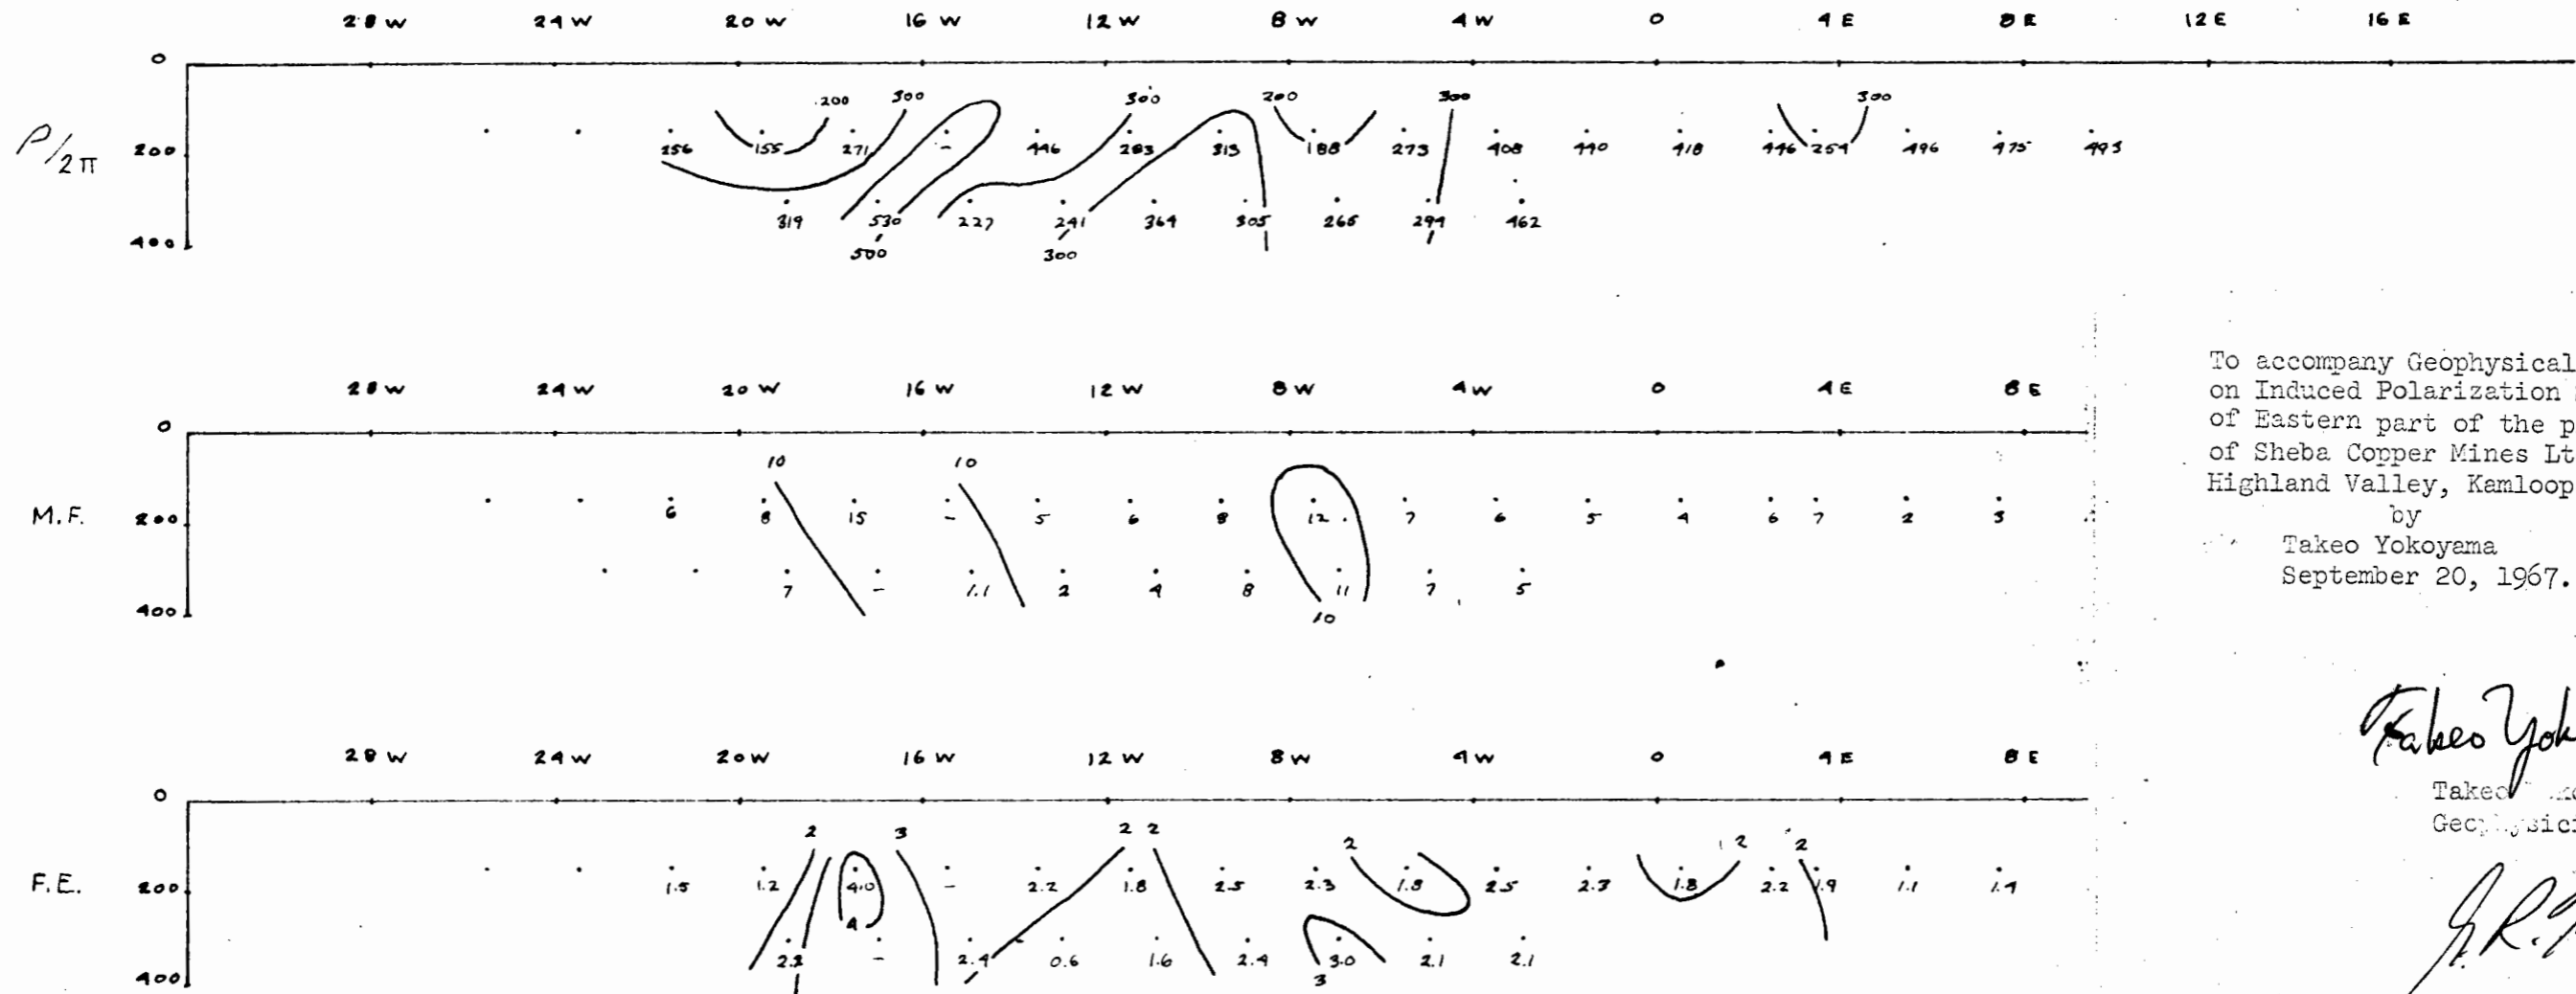 28 W 24 W 20 W 16 W 12 W 8 W 4 W 0 4 E 8 E 12 E 16 E
0
200 300 300 200 300 300
ρ/2π 200 256 155 271 - 446 283 313 188 273 408 440 418 446 254 496 475 493
319 530 227 241 364 305 265 294 462
400
500 300
28 W 24 W 20 W 16 W 12 W 8 W 4 W 0 4 E 8 E
0
10 10
M.F. 200 6 8 15 - 5 6 8 12 7 6 5 4 6 7 2 3
7 - 11 2 4 8 11 7 5
400
10
28 W 24 W 20 W 16 W 12 W 8 W 4 W 0 4 E 8 E
0
2 3 2 2 2 2 2
F.E. 200 1.5 1.2 4.0 - 2.2 1.8 2.5 2.3 1.8 2.5 2.3 1.8 2.2 1.9 1.1 1.4
4
2.2 - 2.4 0.6 1.6 2.4 3.0 2.1 2.1
400
3
To accompany Geophysical
on Induced Polarization
of Eastern part of the p
of Sheba Copper Mines Lt
Highland Valley, Kamloop
by
Takeo Yokoyama
September 20, 1967.
Takeo Yok
Takeo